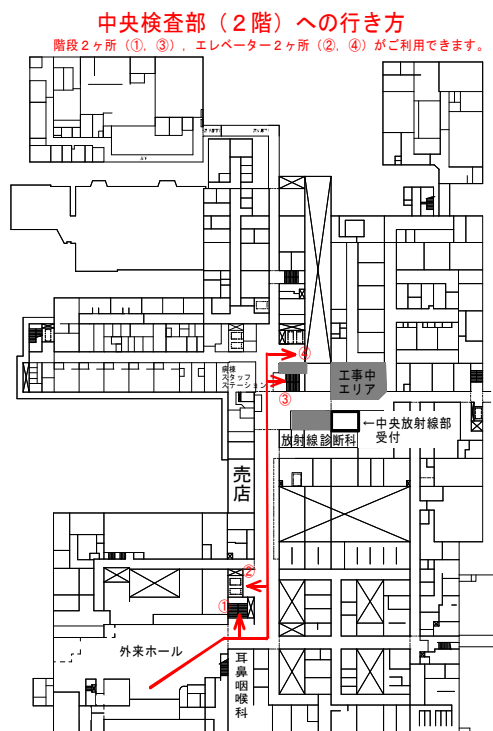 中央検査部（２階）への行き方
階段２ヶ所（①，③），エレベーター２ヶ所（②，④）がご利用できます。
④
病棟
スタッフ
ステーション
工事中
エリア
③
←中央放射線部
受付
放射線診断科
売店
②
①
外来ホール
耳鼻咽喉科